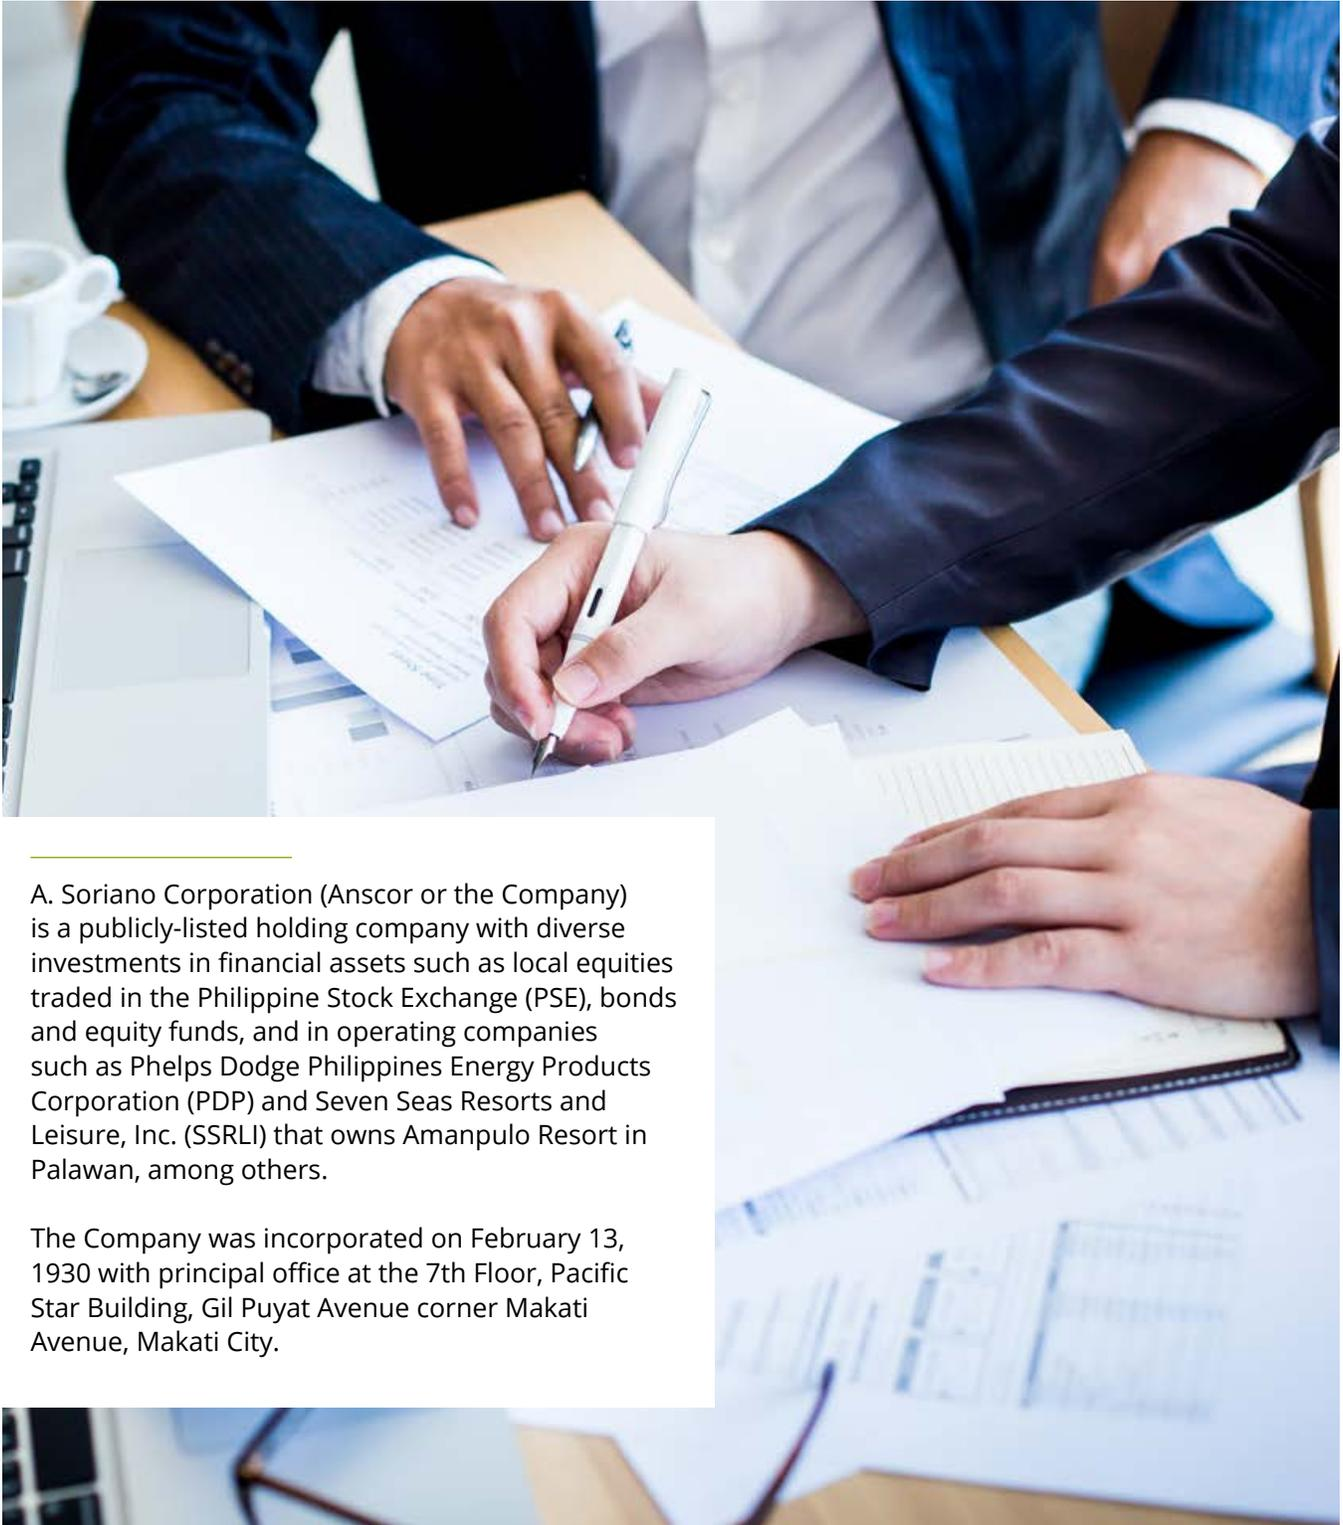 A. Soriano Corporation (Anscor or the Company)
is a publicly-listed holding company with diverse
investments in financial assets such as local equities
traded in the Philippine Stock Exchange (PSE), bonds
and equity funds, and in operating companies
such as Phelps Dodge Philippines Energy Products
Corporation (PDP) and Seven Seas Resorts and
Leisure, Inc. (SSRLI) that owns Amanpulo Resort in
Palawan, among others.
The Company was incorporated on February 13,
1930 with principal office at the 7th Floor, Pacific
Star Building, Gil Puyat Avenue corner Makati
Avenue, Makati City.